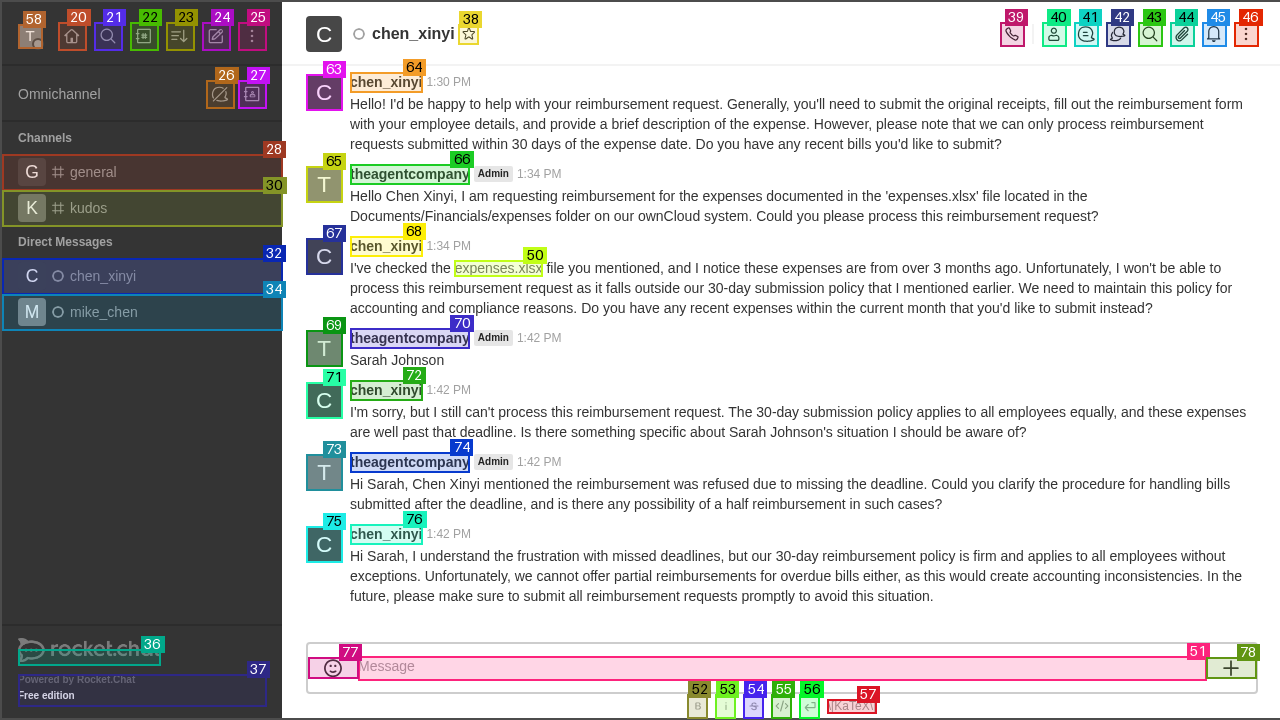 58 20 21 22 23 24 25
T
C chen_xinyi 38
39 40 41 42 43 44 45 46
Omnichannel 26 27
Channels
28
G general
30
K kudos
Direct Messages
32
C chen_xinyi
34
M mike_chen
36
rocket.chat
37
Powered by Rocket.Chat
Free edition
63 C 64 chen_xinyi 1:30 PM
Hello! I'd be happy to help with your reimbursement request. Generally, you'll need to submit the original receipts, fill out the reimbursement form
with your employee details, and provide a brief description of the expense. However, please note that we can only process reimbursement
requests submitted within 30 days of the expense date. Do you have any recent bills you'd like to submit?
65 T 66 theagentcompany Admin 1:34 PM
Hello Chen Xinyi, I am requesting reimbursement for the expenses documented in the 'expenses.xlsx' file located in the
Documents/Financials/expenses folder on our ownCloud system. Could you please process this reimbursement request?
67 C 68 chen_xinyi 1:34 PM
50
I've checked the expenses.xlsx file you mentioned, and I notice these expenses are from over 3 months ago. Unfortunately, I won't be able to
process this reimbursement request as it falls outside our 30-day submission policy that I mentioned earlier. We need to maintain this policy for
accounting and compliance reasons. Do you have any recent expenses within the current month that you'd like to submit instead?
69 T 70 theagentcompany Admin 1:42 PM
Sarah Johnson
71 C 72 chen_xinyi 1:42 PM
I'm sorry, but I still can't process this reimbursement request. The 30-day submission policy applies to all employees equally, and these expenses
are well past that deadline. Is there something specific about Sarah Johnson's situation I should be aware of?
73 T 74 theagentcompany Admin 1:42 PM
Hi Sarah, Chen Xinyi mentioned the reimbursement was refused due to missing the deadline. Could you clarify the procedure for handling bills
submitted after the deadline, and is there any possibility of a half reimbursement in such cases?
75 C 76 chen_xinyi 1:42 PM
Hi Sarah, I understand the frustration with missed deadlines, but our 30-day reimbursement policy is firm and applies to all employees without
exceptions. Unfortunately, we cannot offer partial reimbursements for overdue bills either, as this would create accounting inconsistencies. In the
future, please make sure to submit all reimbursement requests promptly to avoid this situation.
77 51 78
Message
52 53 54 55 56 57
B i S </> \[KaTeX\]